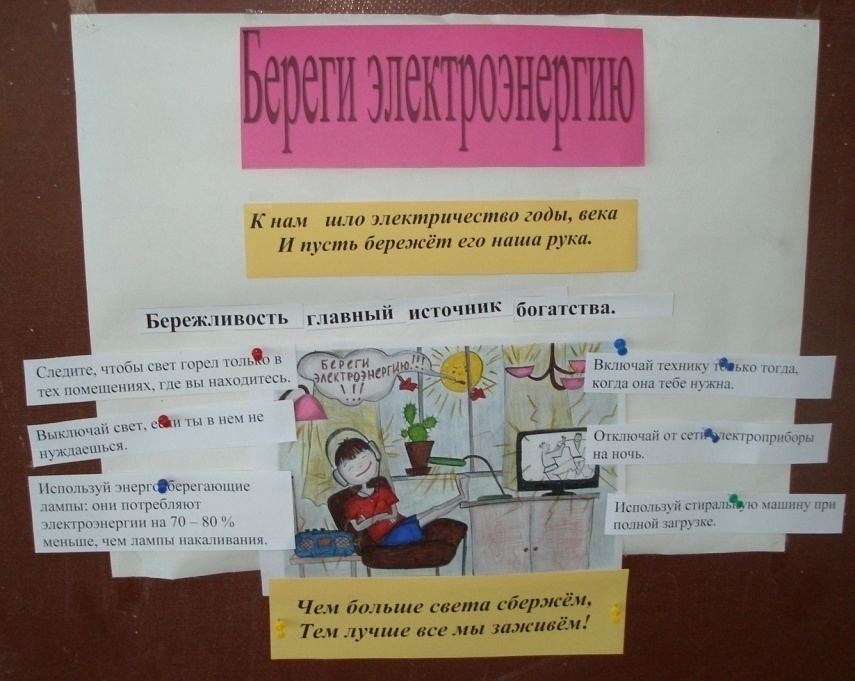 Береги электроэнергию
К нам шло электричество годы, века
И пусть бережёт его наша рука.
Бережливость главный источник богатства.
Следите, чтобы свет горел только в
тех помещениях, где вы находитесь.
Выключай свет, если ты в нем не
нуждаешься.
Используй энергосберегающие
лампы: они потребляют
электроэнергии на 70 – 80 %
меньше, чем лампы накаливания.
БЕРЕГИ
ЭЛЕКТРОЭНЕРГИЮ!!!
!!!
Включай технику только тогда,
когда она тебе нужна.
Отключай от сети электроприборы
на ночь.
Используй стиральную машину при
полной загрузке.
Чем больше света сбержём,
Тем лучше все мы заживём!